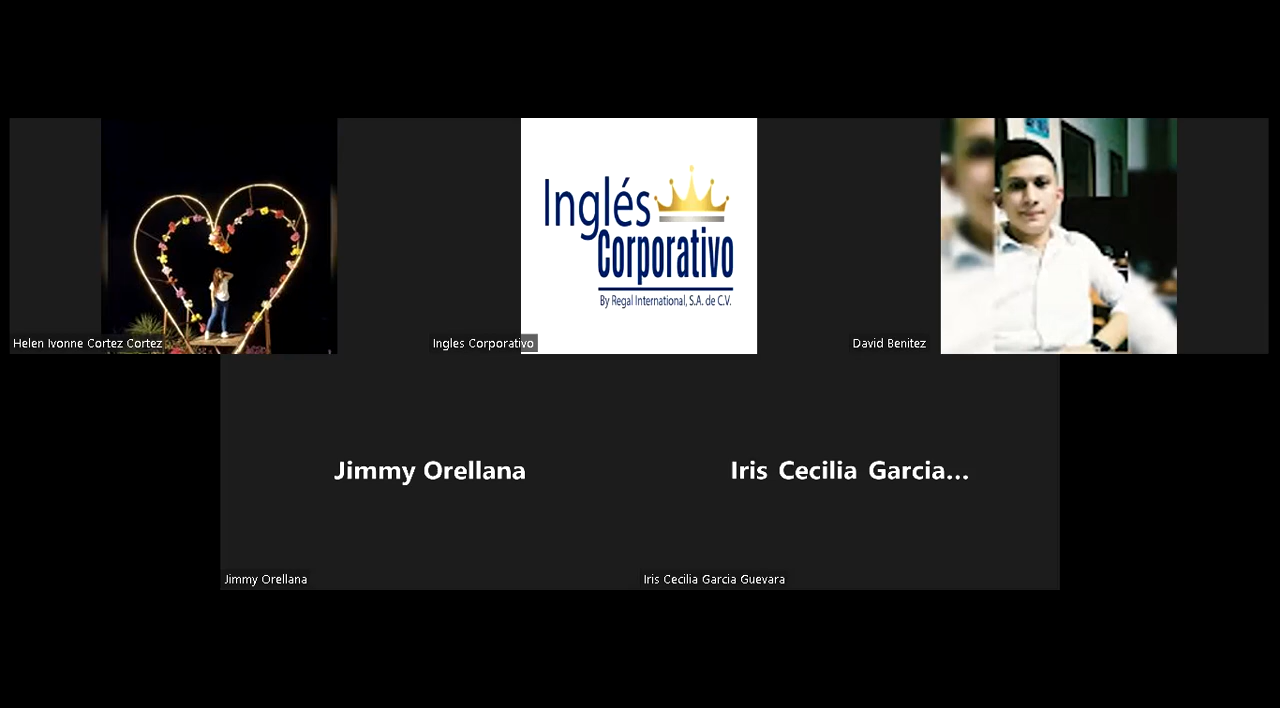 Inglés
Corporativo
By Regal International, S.A. de C.V.
Helen Ivonne Cortez Cortez
Ingles Corporativo
David Benitez
Jimmy Orellana
Iris Cecilia Garcia...
Jimmy Orellana
Iris Cecilia Garcia Guevara